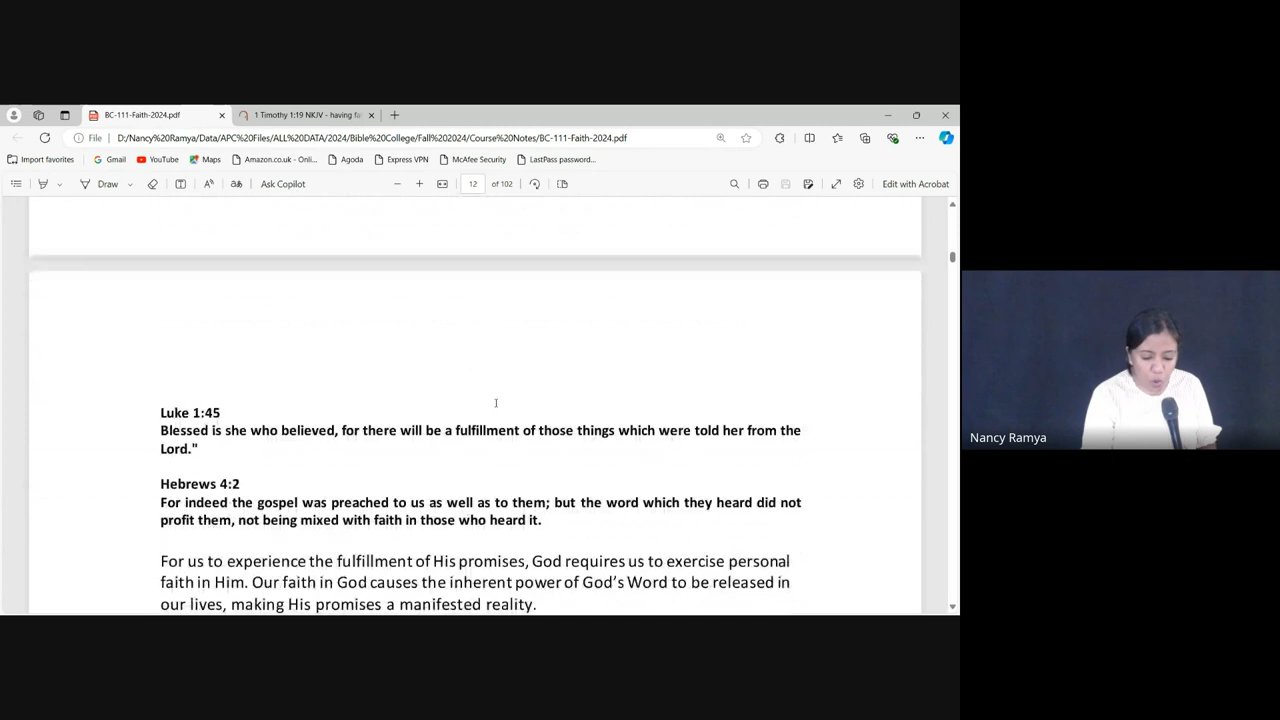 BC-111-Faith-2024.pdf
1 Timothy 1:19 NKJV - having fa
File
D:/Nancy%20Ramya/Data/APC%20Files/ALL%20DATA/2024/Bible%20College/Fall%202024/Course%20Notes/BC-111-Faith-2024.pdf
Import favorites
Gmail
YouTube
Maps
Amazon.co.uk - Onli...
Agoda
Express VPN
McAfee Security
LastPass password...
Draw
Ask Copilot
12 of 102
Edit with Acrobat
Luke 1:45
Blessed is she who believed, for there will be a fulfillment of those things which were told her from the
Lord."
Hebrews 4:2
For indeed the gospel was preached to us as well as to them; but the word which they heard did not
profit them, not being mixed with faith in those who heard it.
For us to experience the fulfillment of His promises, God requires us to exercise personal
faith in Him. Our faith in God causes the inherent power of God’s Word to be released in
our lives, making His promises a manifested reality.
Nancy Ramya